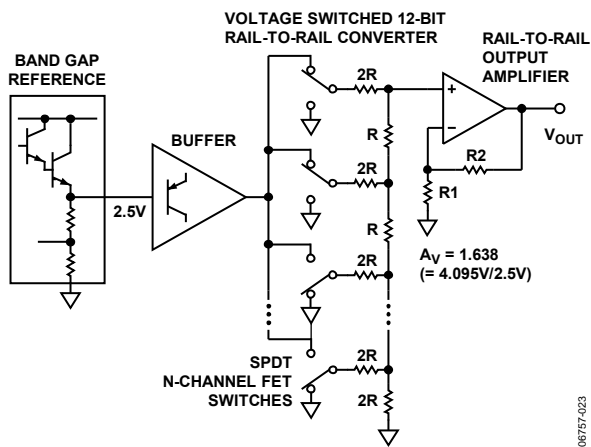 VOLTAGE SWITCHED 12-BIT
RAIL-TO-RAIL CONVERTER
RAIL-TO-RAIL
OUTPUT
AMPLIFIER
BAND GAP
REFERENCE
BUFFER
2.5V
2R
R
2R
R
2R
2R
2R
SPDT
N-CHANNEL FET
SWITCHES
+
–
R2
R1
VOUT
AV = 1.638
(= 4.095V/2.5V)
06757-023